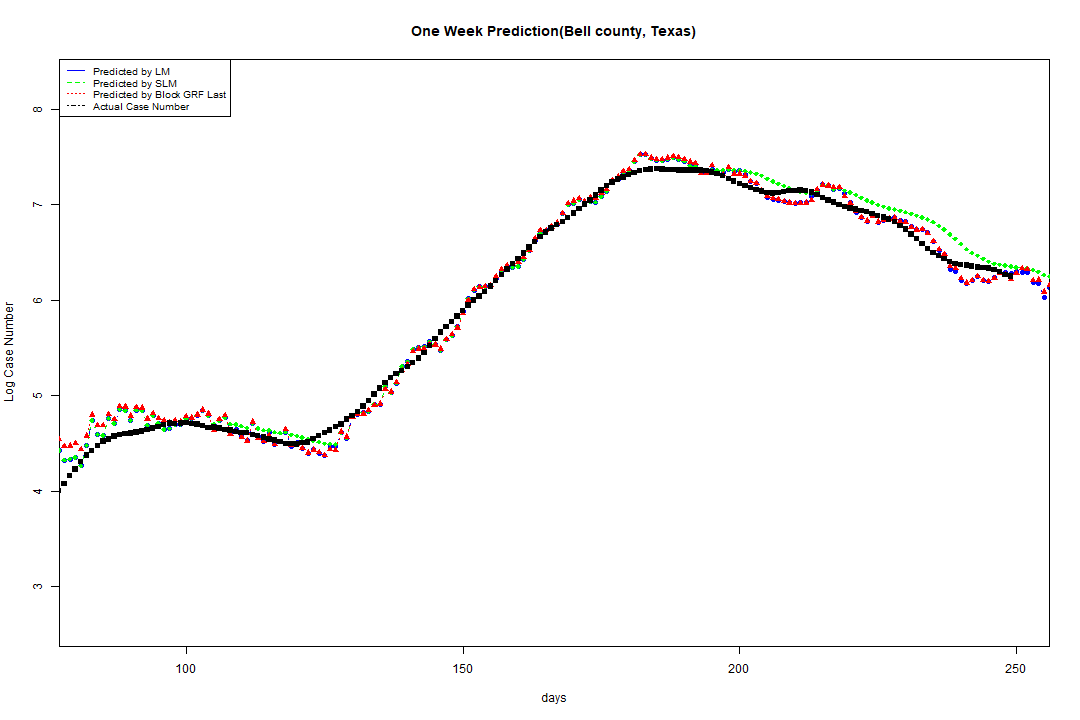 One Week Prediction(Bell county, Texas)
Predicted by LM
Predicted by SLM
Predicted by Block GRF Last
Actual Case Number
8
7
6
5
4
3
Log Case Number
100 150 200 250
days